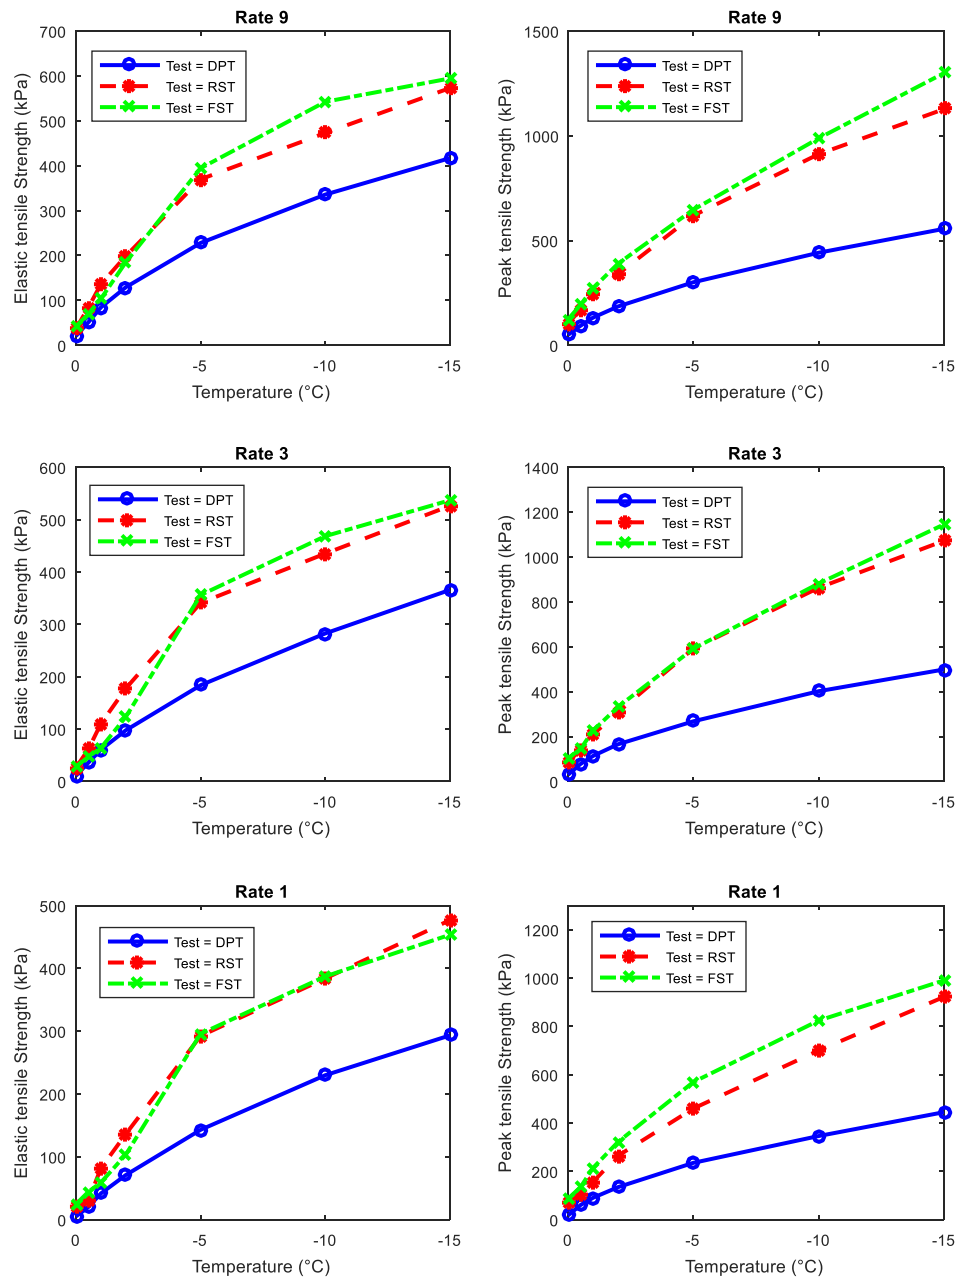 Rate 9
Elastic tensile Strength (kPa)
700
600
500
400
300
200
100
0
Test = DPT
Test = RST
Test = FST
0 -5 -10 -15
Temperature (°C)
Rate 9
Peak tensile Strength (kPa)
1500
1000
500
0
Test = DPT
Test = RST
Test = FST
0 -5 -10 -15
Temperature (°C)
Rate 3
Elastic tensile Strength (kPa)
600
500
400
300
200
100
0
Test = DPT
Test = RST
Test = FST
0 -5 -10 -15
Temperature (°C)
Rate 3
Peak tensile Strength (kPa)
1400
1200
1000
800
600
400
200
0
Test = DPT
Test = RST
Test = FST
0 -5 -10 -15
Temperature (°C)
Rate 1
Elastic tensile Strength (kPa)
500
400
300
200
100
0
Test = DPT
Test = RST
Test = FST
0 -5 -10 -15
Temperature (°C)
Rate 1
Peak tensile Strength (kPa)
1200
1000
800
600
400
200
0
Test = DPT
Test = RST
Test = FST
0 -5 -10 -15
Temperature (°C)